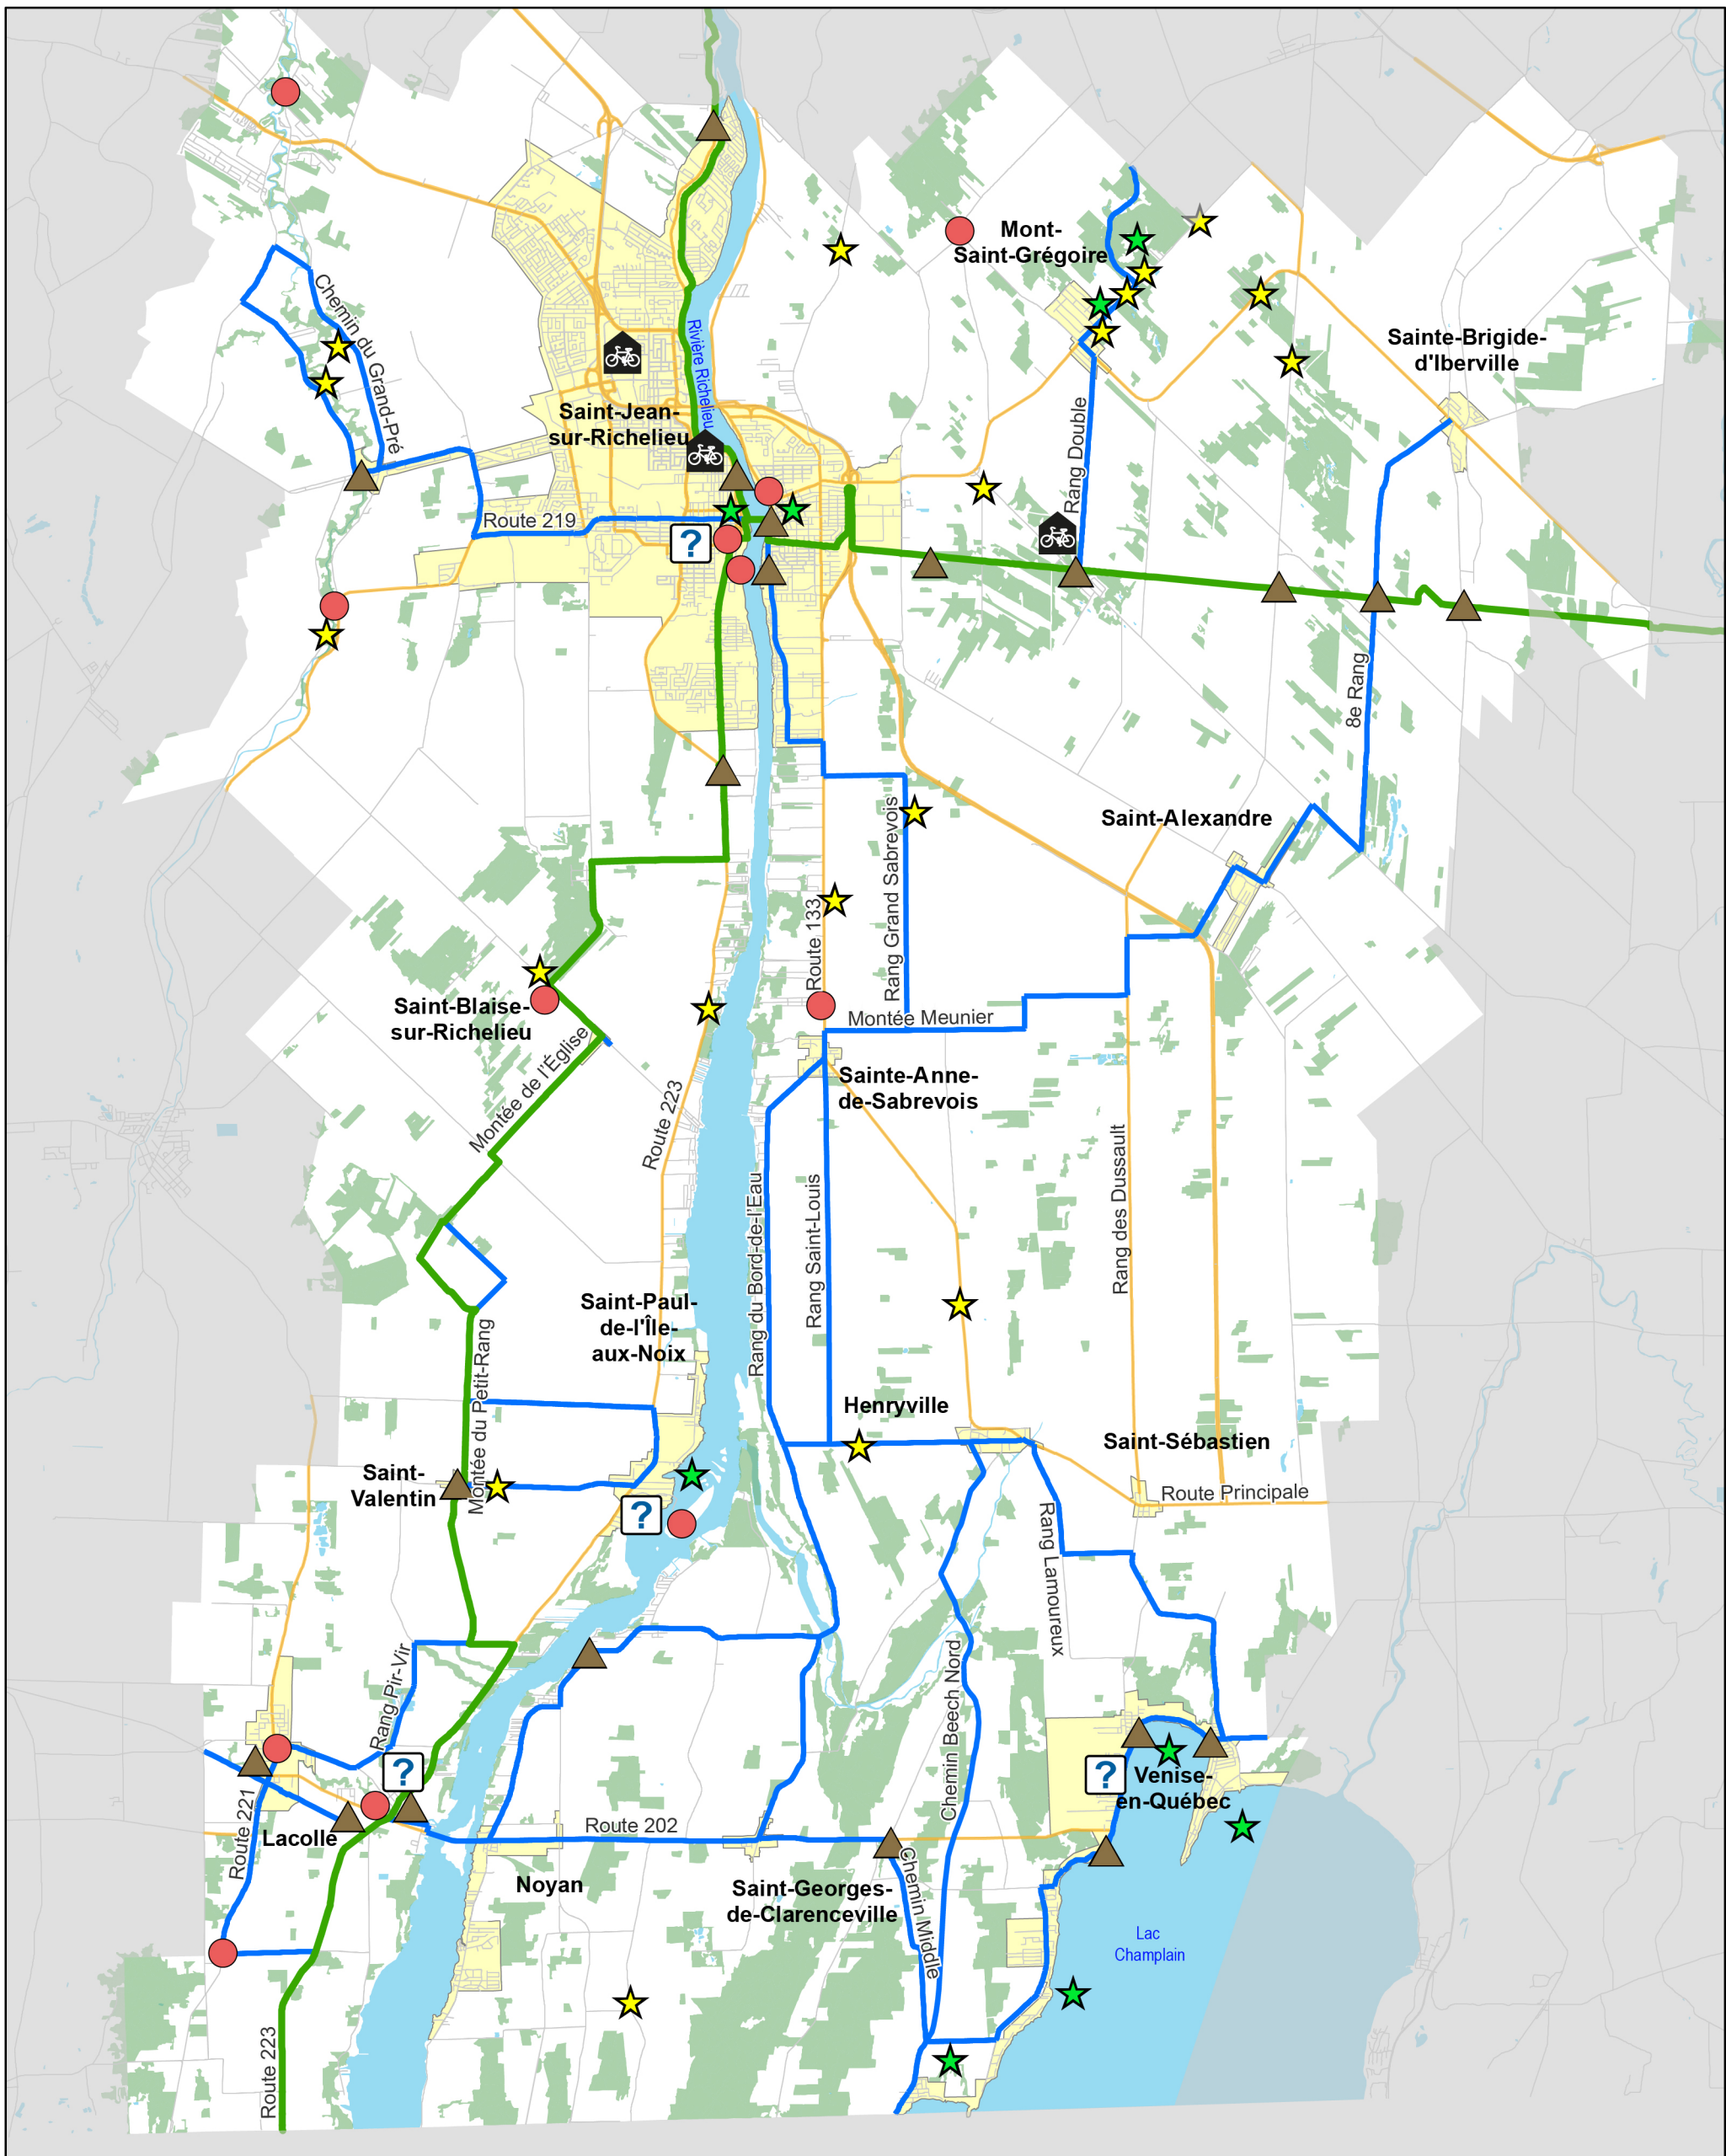 Mont-
Saint-Grégoire
Chemin du Grand-Pré
Rivière Richelieu
Sainte-Brigide-
d'Iberville
Saint-Jean-
sur-Richelieu
Rang Double
Route 219
?
8e Rang
Saint-Alexandre
Rang Grand Sabrevois
Route 133
Saint-Blaise-
sur-Richelieu
Montée Meunier
Montée de l'Église
Sainte-Anne-
de-Sabrevois
Route 223
Rang du Bord-de-l'Eau
Rang Saint-Louis
Rang des Dussault
Saint-Paul-
de-l'Île-
aux-Noix
Montée du Petit-Rang
Henryville
Saint-Sébastien
Saint-
Valentin
Route Principale
?
Rang Lamoureux
Rang Pir-Vir
Chemin Beech Nord
?
?
Venise-
en-Québec
Route 221
Lacolle
Route 202
Noyan
Saint-Georges-
de-Clarenceville
Chemin Middle
Lac
Champlain
Route 223